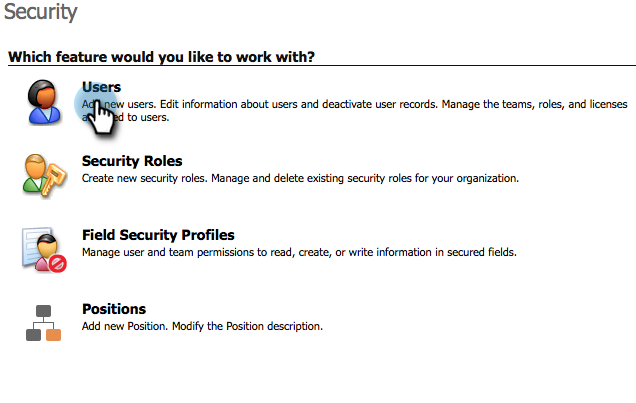 Security
Which feature would you like to work with?
Users
new users. Edit information about users and deactivate user records. Manage the teams, roles, and licenses
to users.
Security Roles
Create new security roles. Manage and delete existing security roles for your organization.
Field Security Profiles
Manage user and team permissions to read, create, or write information in secured fields.
Positions
Add new Position. Modify the Position description.